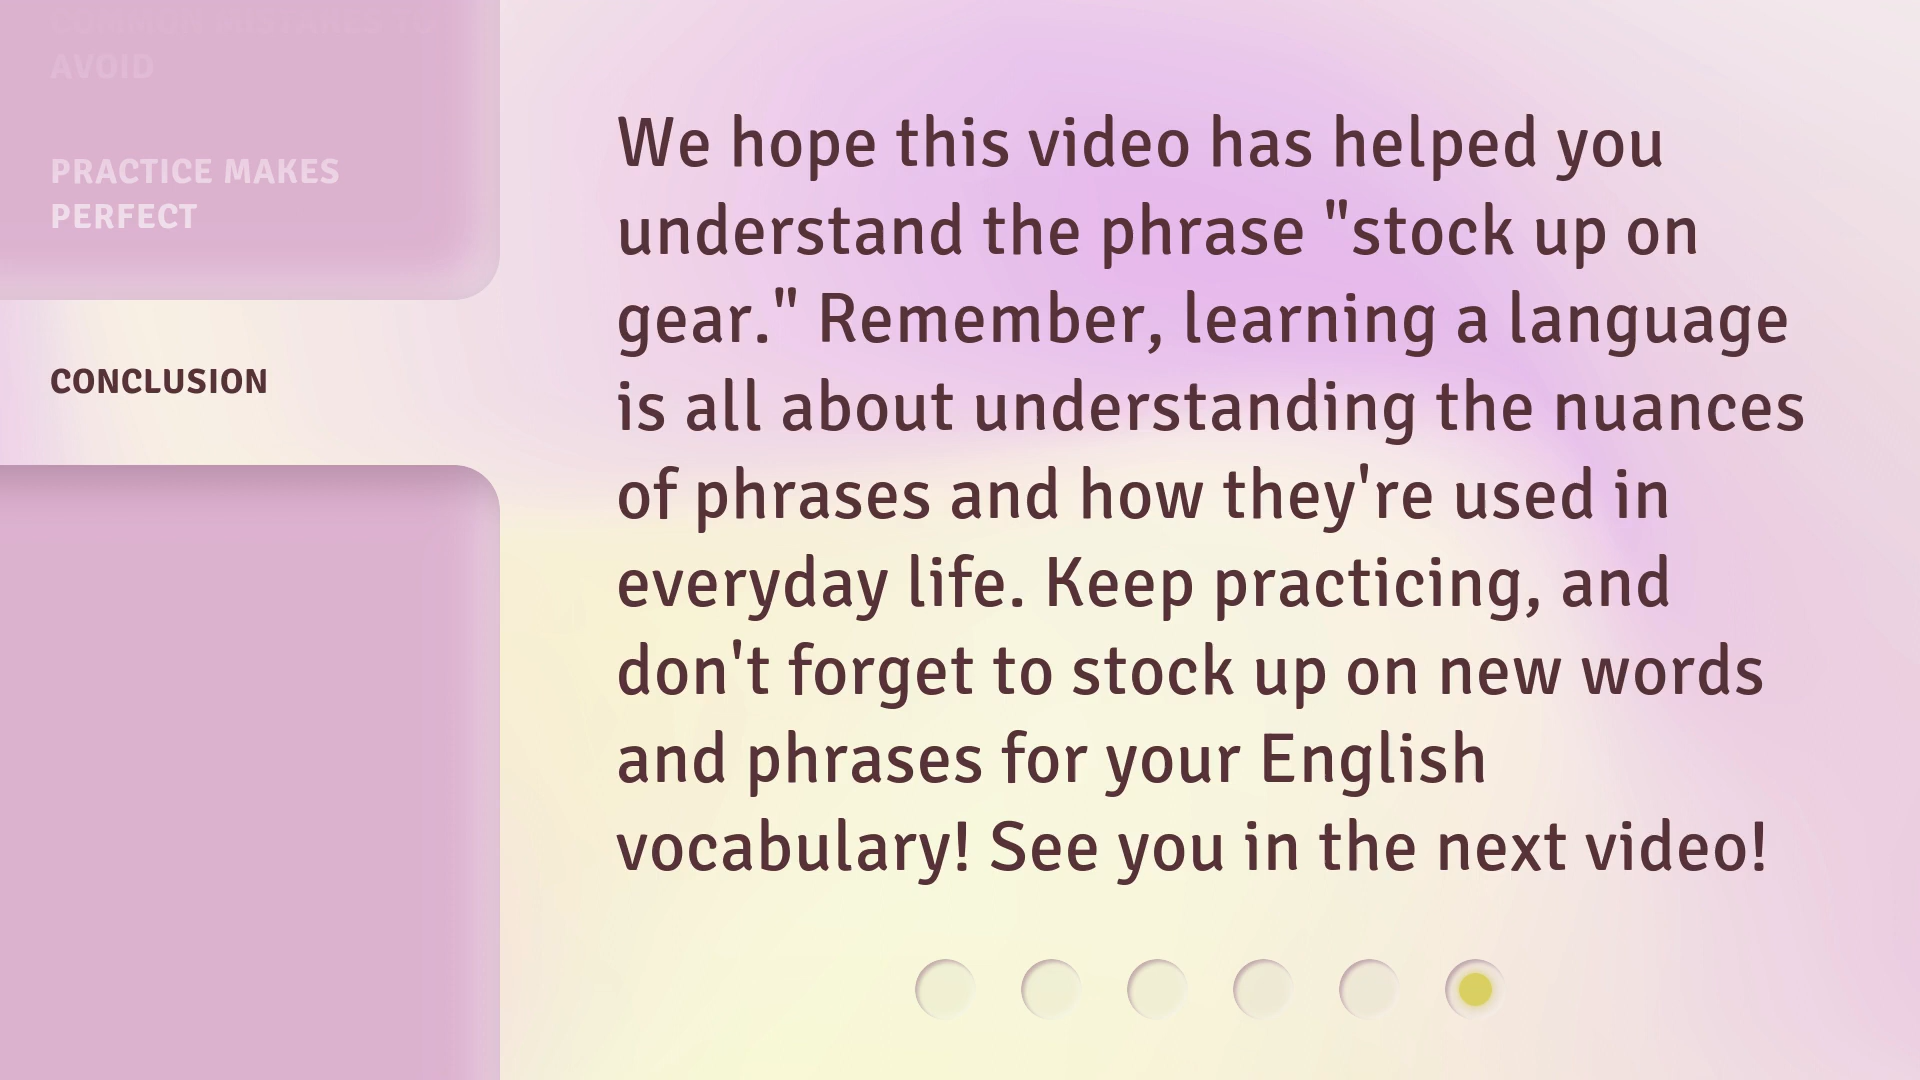 COMMON MISTAKES TO
AVOID
PRACTICE MAKES
PERFECT
CONCLUSION
We hope this video has helped you
understand the phrase "stock up on
gear." Remember, learning a language
is all about understanding the nuances
of phrases and how they're used in
everyday life. Keep practicing, and
don't forget to stock up on new words
and phrases for your English
vocabulary! See you in the next video!